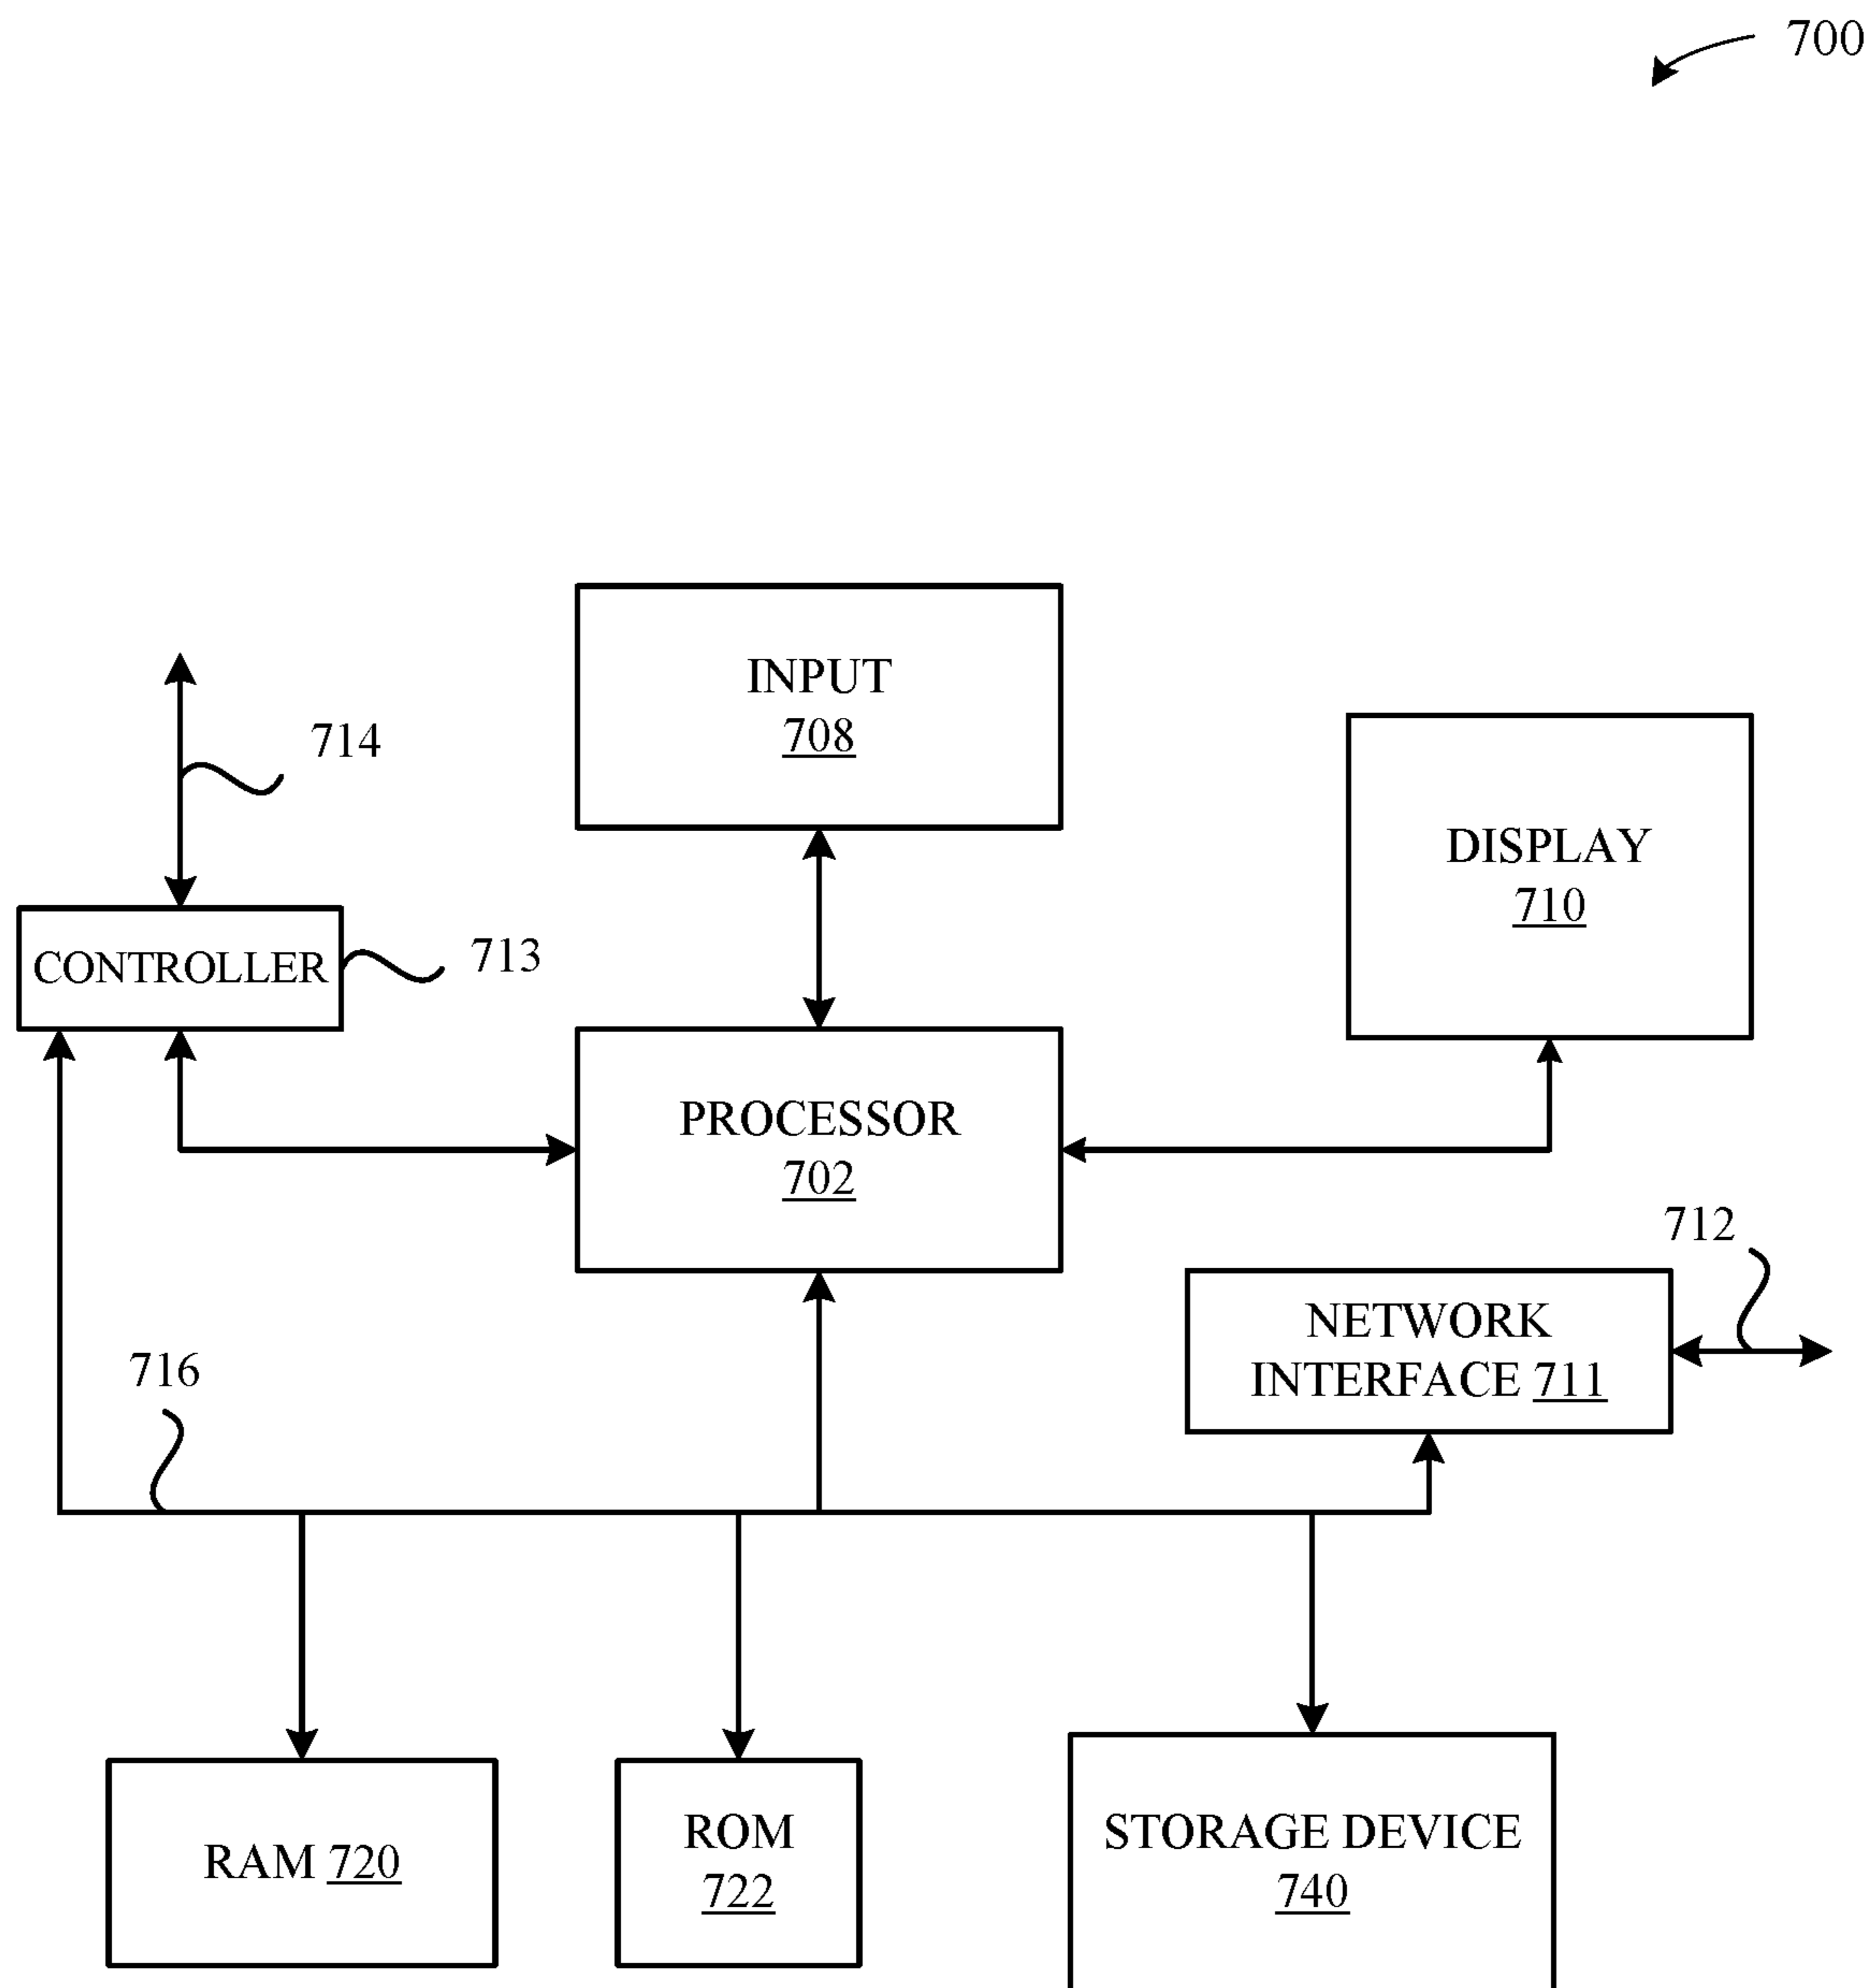 700
INPUT
708
714
DISPLAY
710
CONTROLLER
713
PROCESSOR
702
712
NETWORK
INTERFACE 711
716
RAM 720
ROM
722
STORAGE DEVICE
740